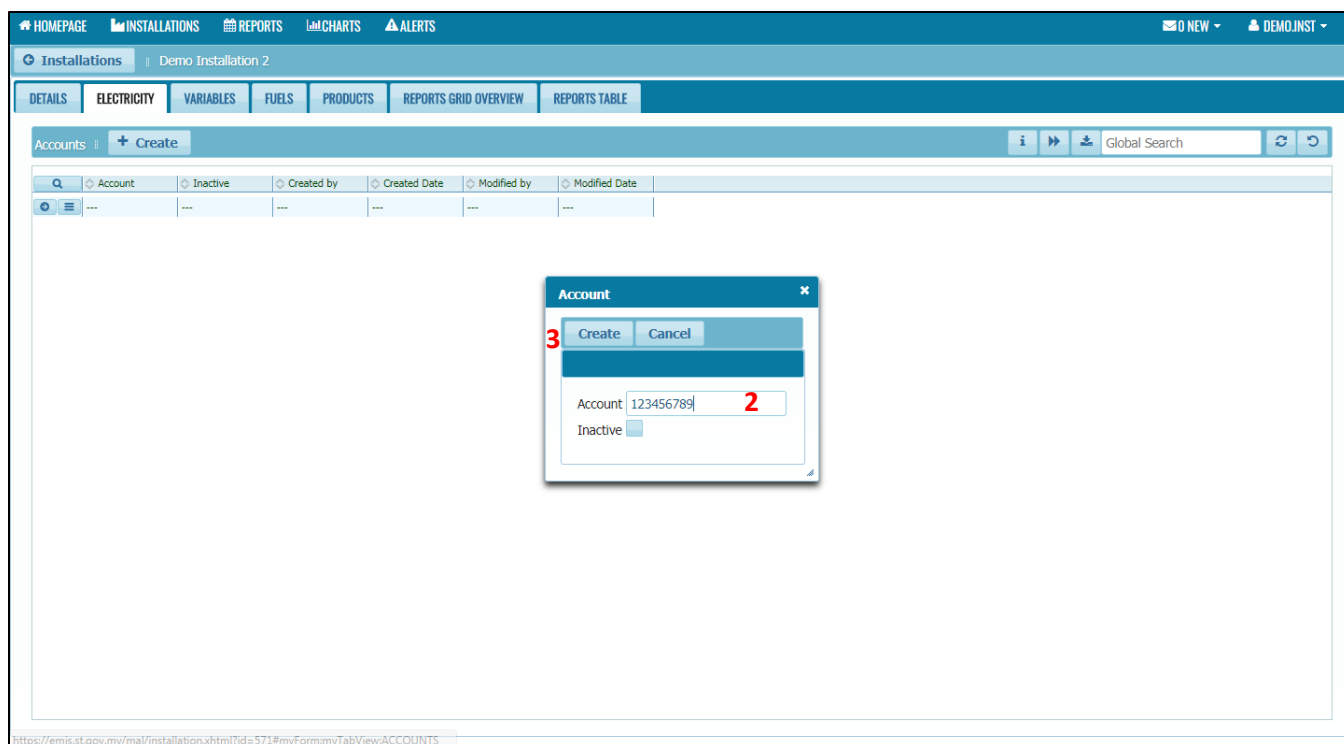 HOMEPAGE INSTALLATIONS REPORTS CHARTS ALERTS 0 NEW DEMO.INST
Installations Demo Installation 2
DETAILS ELECTRICITY VARIABLES FUELS PRODUCTS REPORTS GRID OVERVIEW REPORTS TABLE
Accounts + Create i Global Search
Account Inactive Created by Created Date Modified by Modified Date
--- --- --- --- --- ---
Account
3 Create Cancel
Account 123456789 2
Inactive
https://emis.st.gov.my/mal/installation.xhtml?id=571#myForm:myTabView:ACCOUNTS